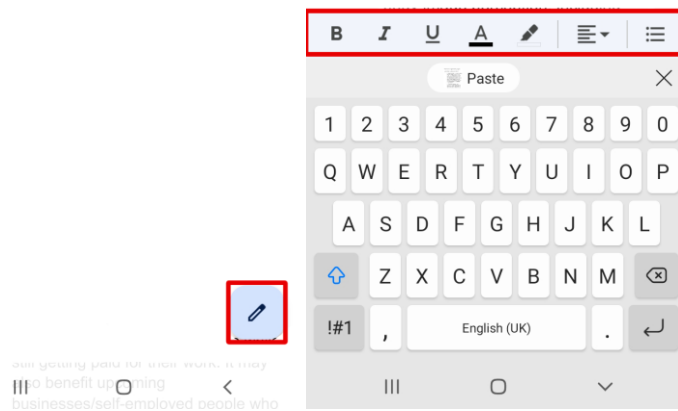 B I U A
Paste
1 2 3 4 5 6 7 8 9 0
Q W E R T Y U I O P
A S D F G H J K L
Z X C V B N M
!#1 , English (UK) .
still getting paid for their work. It may
also benefit upcoming
businesses/self-employed people who